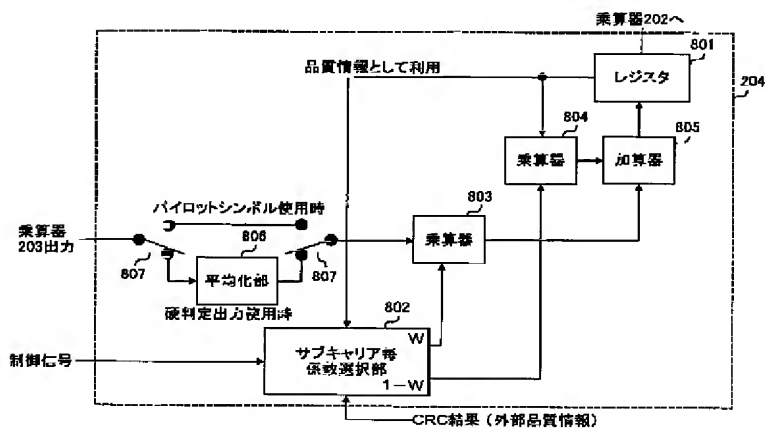 乗算器202へ
801
レジスタ
204
品質情報として利用
804
805
乗算器
加算器
パイロットシンボル使用時
803
乗算器
203出力
乗算器
806
807
平均化部
807
硬判定出力使用時
802
サブキャリア毎
係数選択部
W
1-W
制御信号
CRC結果（外部品質情報）